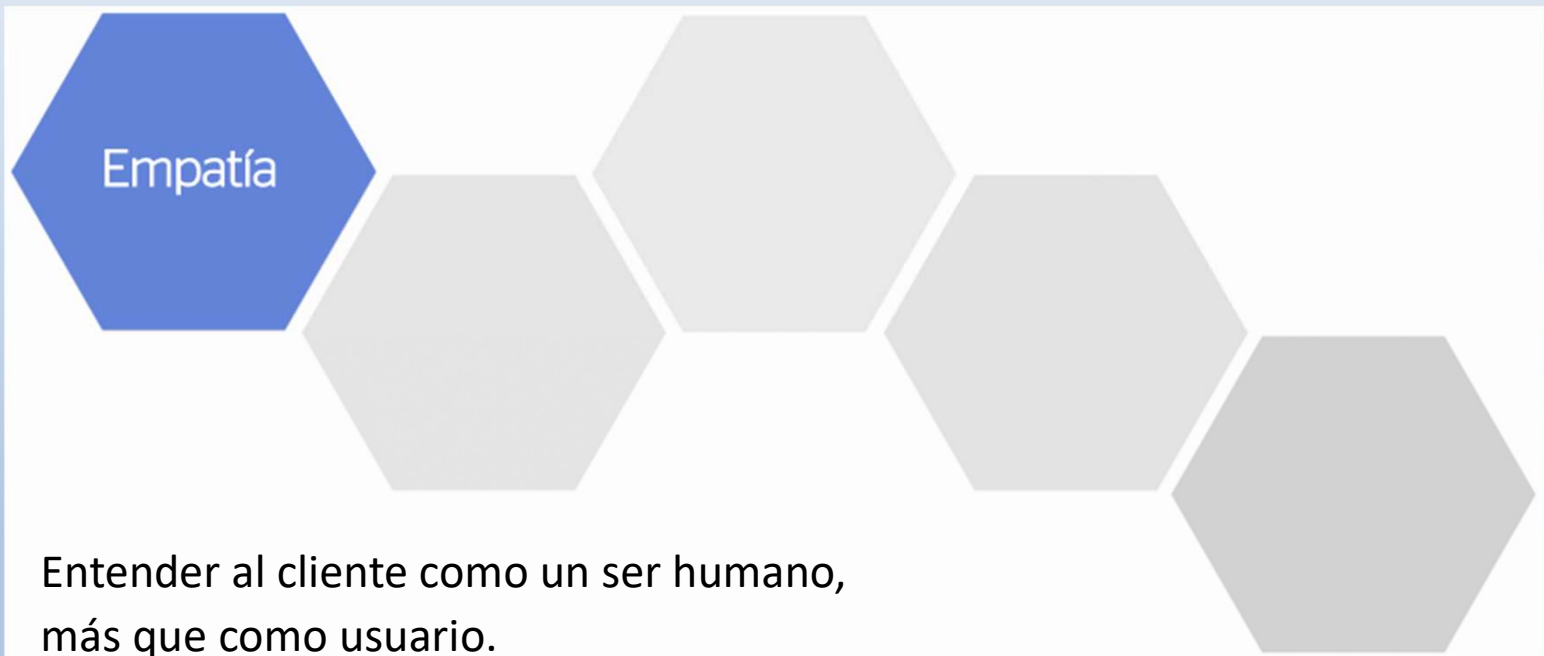 Empatía
Entender al cliente como un ser humano,
más que como usuario.